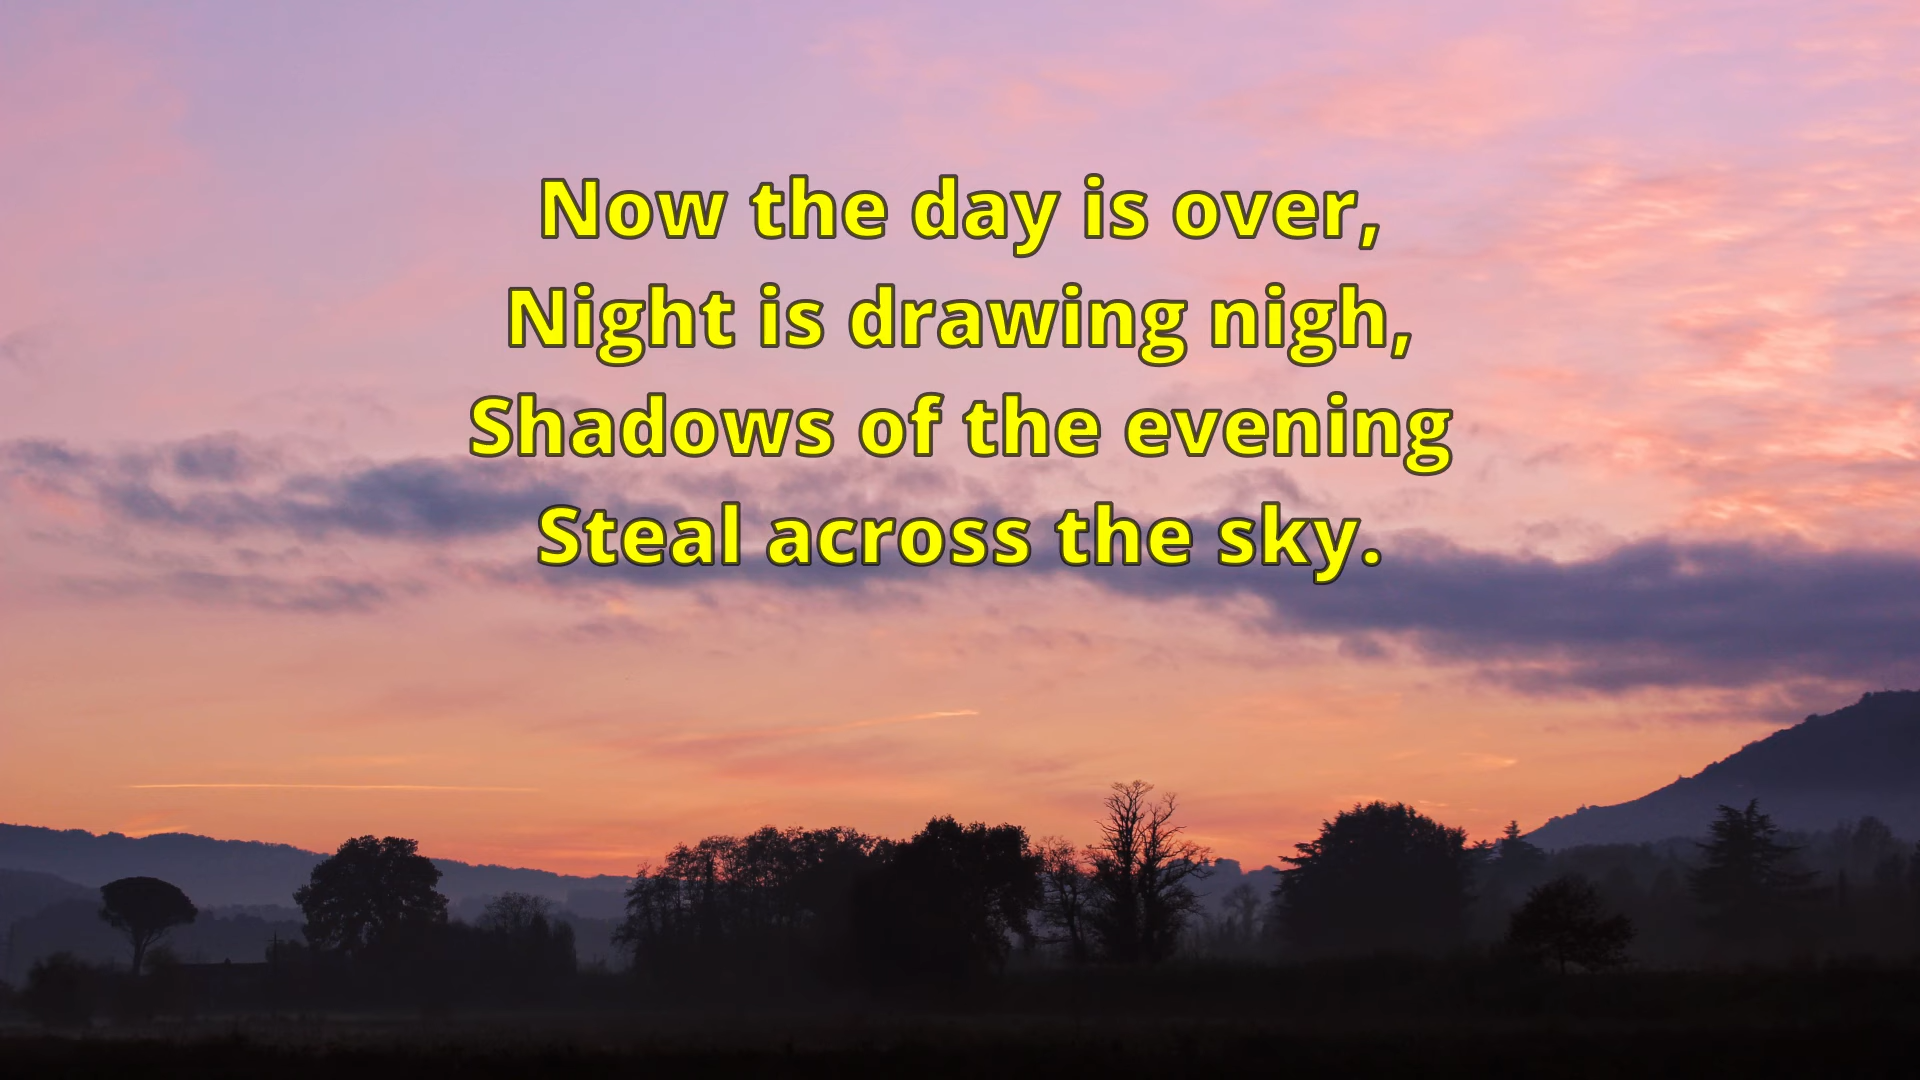 Now the day is over,
Night is drawing nigh,
Shadows of the evening
Steal across the sky.